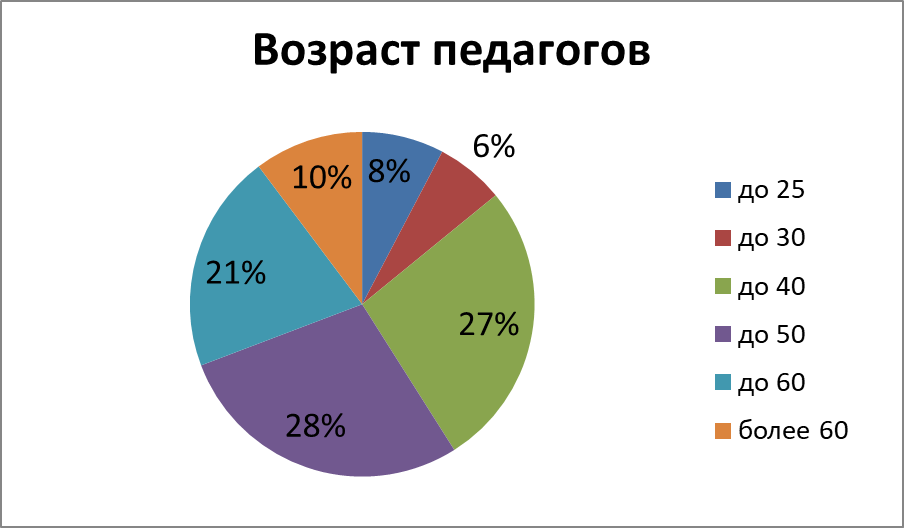 Возраст педагогов
8%
6%
27%
28%
21%
10%
до 25
до 30
до 40
до 50
до 60
более 60